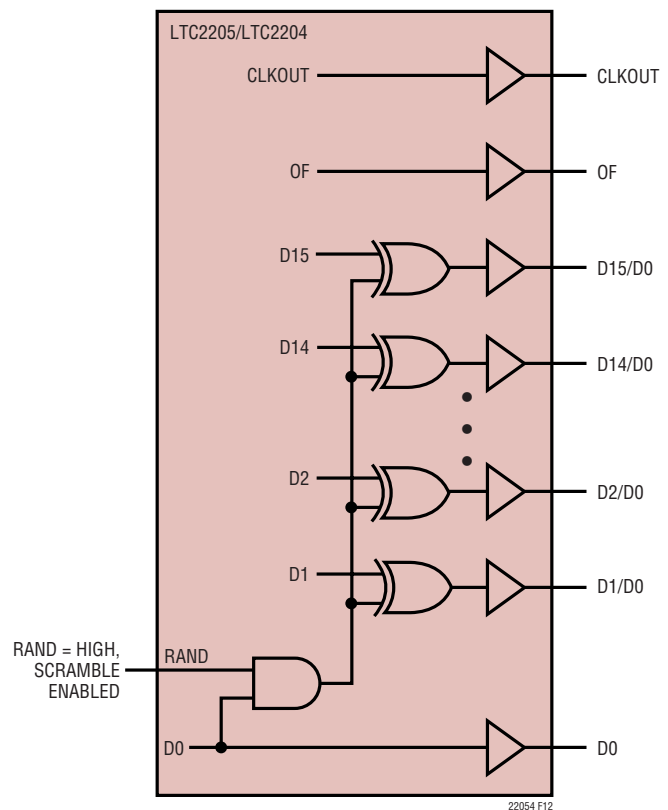 LTC2205/LTC2204
CLKOUT
CLKOUT
OF
OF
D15
D15/D0
D14
D14/D0
D2
D2/D0
D1
D1/D0
RAND = HIGH,
SCRAMBLE
ENABLED
RAND
D0
D0
22054 F12